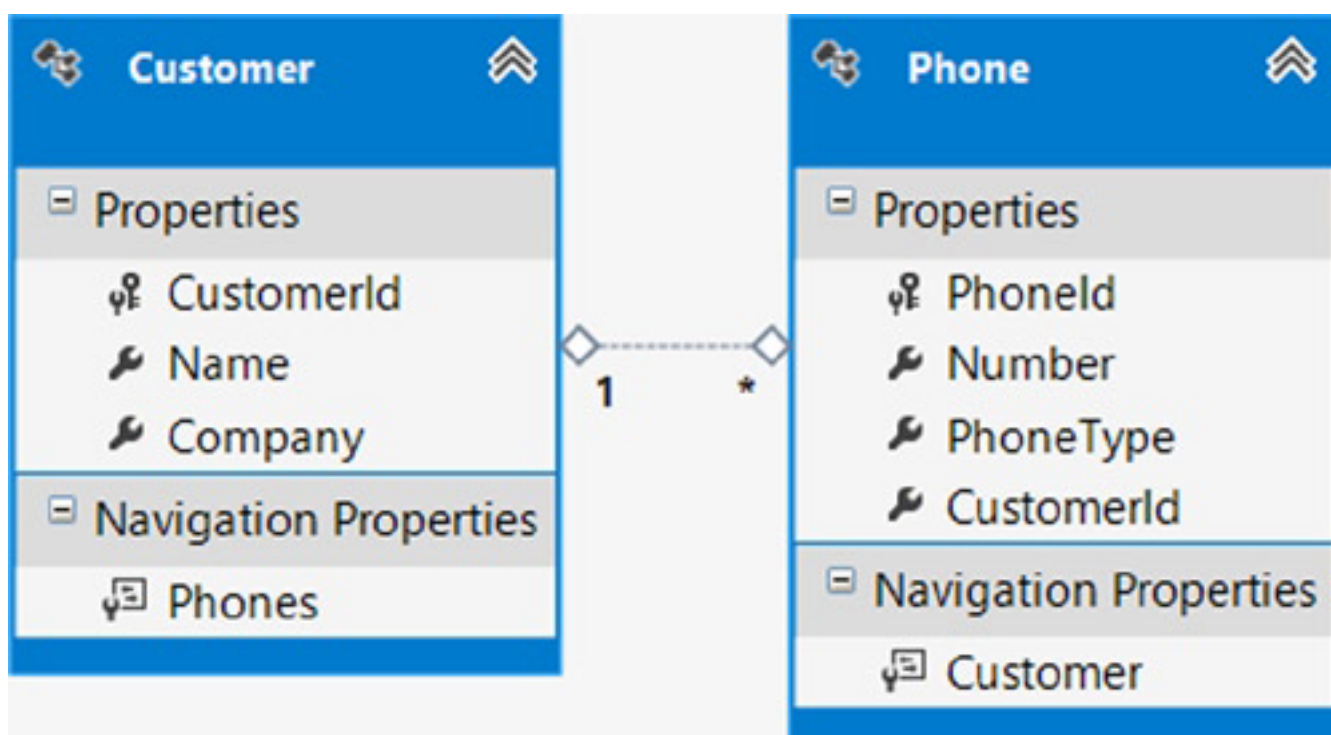 Customer
Properties
CustomerId
Name
Company
Navigation Properties
Phones
1
*
Phone
Properties
PhoneId
Number
PhoneType
CustomerId
Navigation Properties
Customer